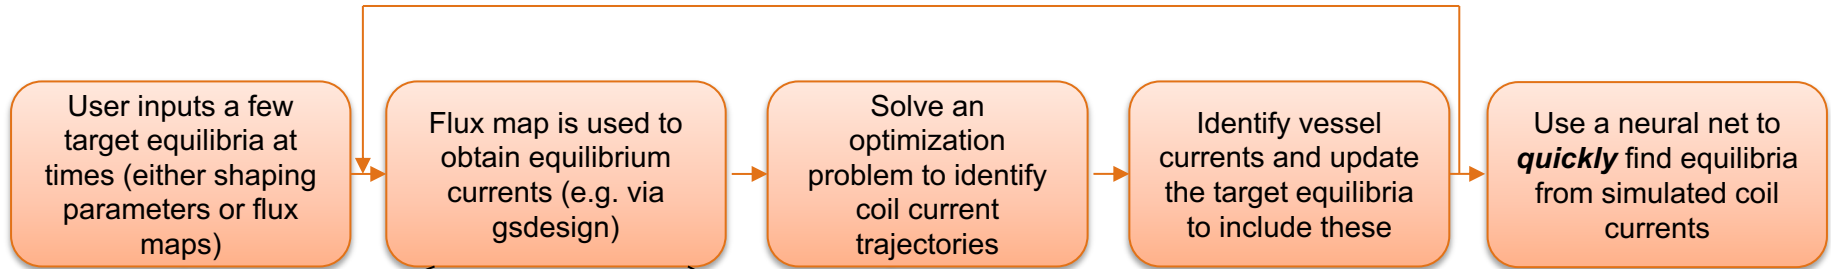 User inputs a few
target equilibria at
times (either shaping
parameters or flux
maps)
Flux map is used to
obtain equilibrium
currents (e.g. via
gsdesign)
Solve an
optimization
problem to identify
coil current
trajectories
Identify vessel
currents and update
the target equilibria
to include these
Use a neural net to
quickly find equilibria
from simulated coil
currents